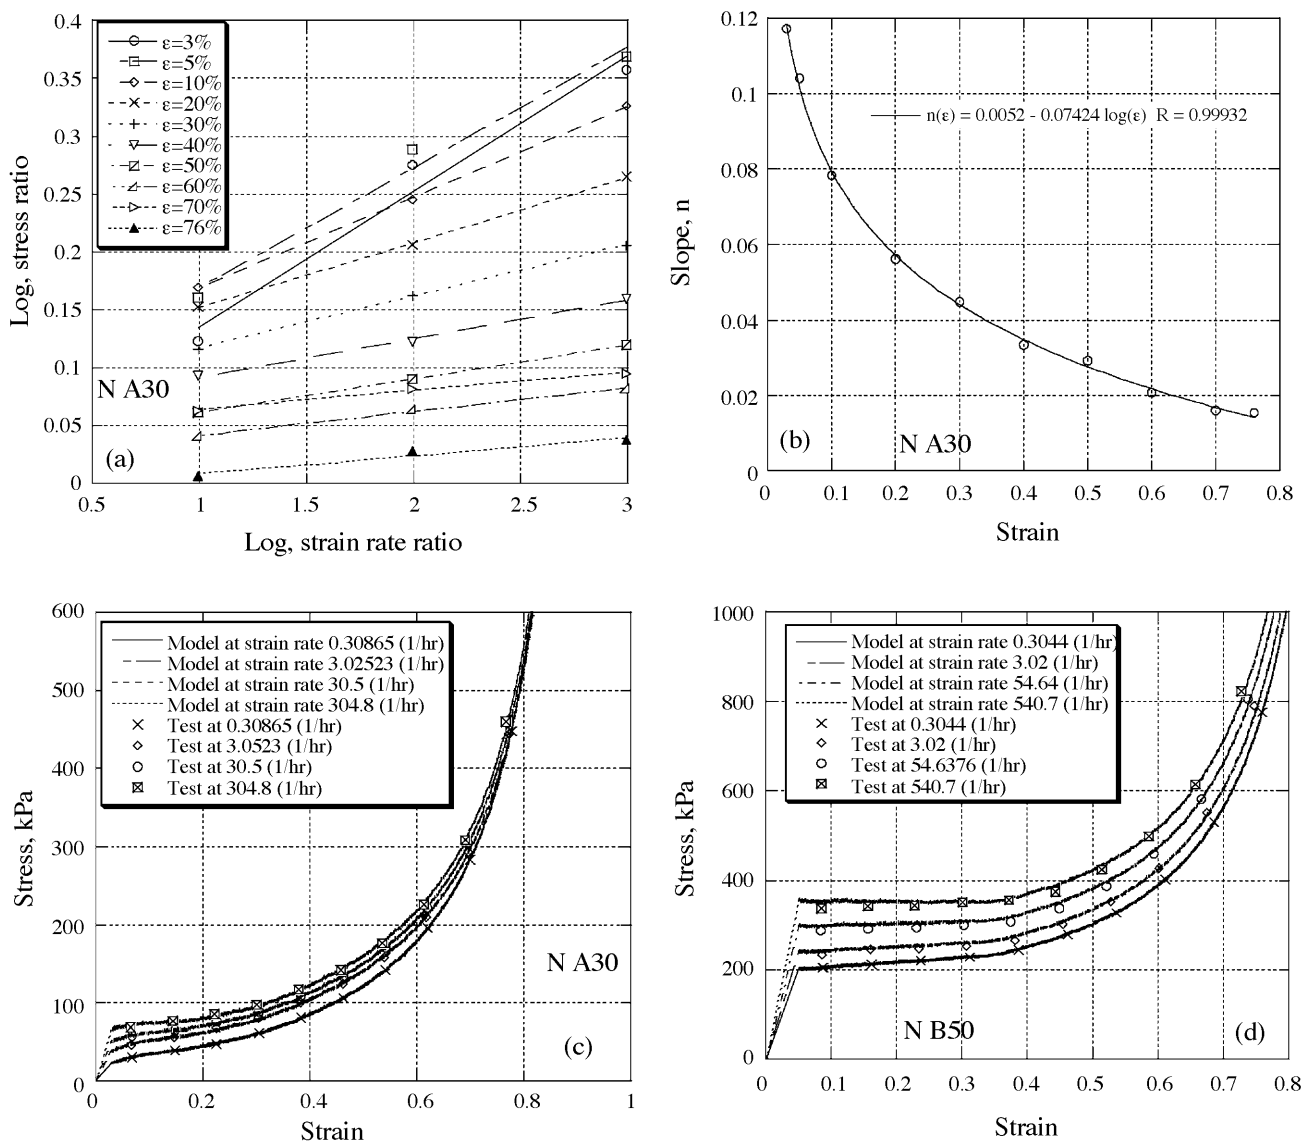 0.4
0.35
0.3
0.25
0.2
0.15
0.1
0.05
0
Log, stress ratio
ε=3%
ε=5%
ε=10%
ε=20%
ε=30%
ε=40%
ε=50%
ε=60%
ε=70%
ε=76%
N A30
(a)
0.5 1 1.5 2 2.5 3
Log, strain rate ratio
0.12
0.1
0.08
0.06
0.04
0.02
0
Slope, n
n(ε) = 0.0052 - 0.07424 log(ε) R = 0.99932
(b)
N A30
0 0.1 0.2 0.3 0.4 0.5 0.6 0.7 0.8
Strain
600
500
400
300
200
100
0
Stress, kPa
Model at strain rate 0.30865 (1/hr)
Model at strain rate 3.02523 (1/hr)
Model at strain rate 30.5 (1/hr)
Model at strain rate 304.8 (1/hr)
Test at 0.30865 (1/hr)
Test at 3.0523 (1/hr)
Test at 30.5 (1/hr)
Test at 304.8 (1/hr)
N A30
(c)
0 0.2 0.4 0.6 0.8 1
Strain
1000
800
600
400
200
0
Stress, kPa
Model at strain rate 0.3044 (1/hr)
Model at strain rate 3.02 (1/hr)
Model at strain rate 54.64 (1/hr)
Model at strain rate 540.7 (1/hr)
Test at 0.3044 (1/hr)
Test at 3.02 (1/hr)
Test at 54.6376 (1/hr)
Test at 540.7 (1/hr)
N B50
(d)
0 0.1 0.2 0.3 0.4 0.5 0.6 0.7 0.8
Strain